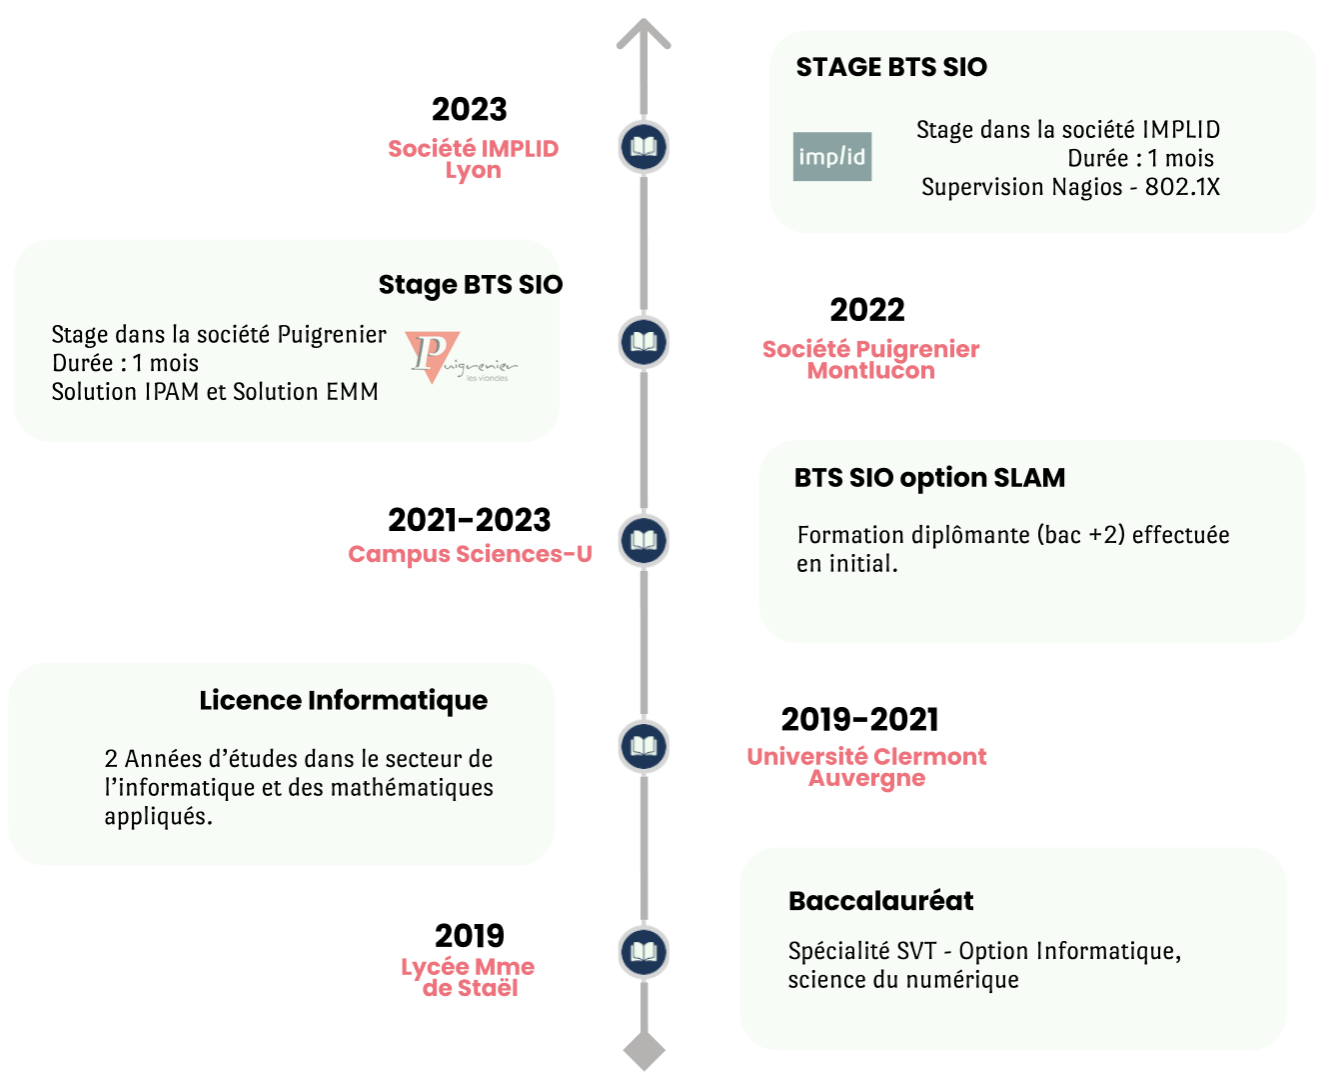 2023
Société IMPLID
Lyon
STAGE BTS SIO
imp/id
Stage dans la société IMPLID
Durée : 1 mois
Supervision Nagios - 802.1X
Stage BTS SIO
Stage dans la société Puigrenier
Durée : 1 mois
Solution IPAM et Solution EMM
Puigrenier
les viandes
2022
Société Puigrenier
Montlucon
2021-2023
Campus Sciences-U
BTS SIO option SLAM
Formation diplômante (bac +2) effectuée
en initial.
Licence Informatique
2 Années d’études dans le secteur de
l’informatique et des mathématiques
appliqués.
2019-2021
Université Clermont
Auvergne
2019
Lycée Mme
de Staël
Baccalauréat
Spécialité SVT - Option Informatique,
science du numérique